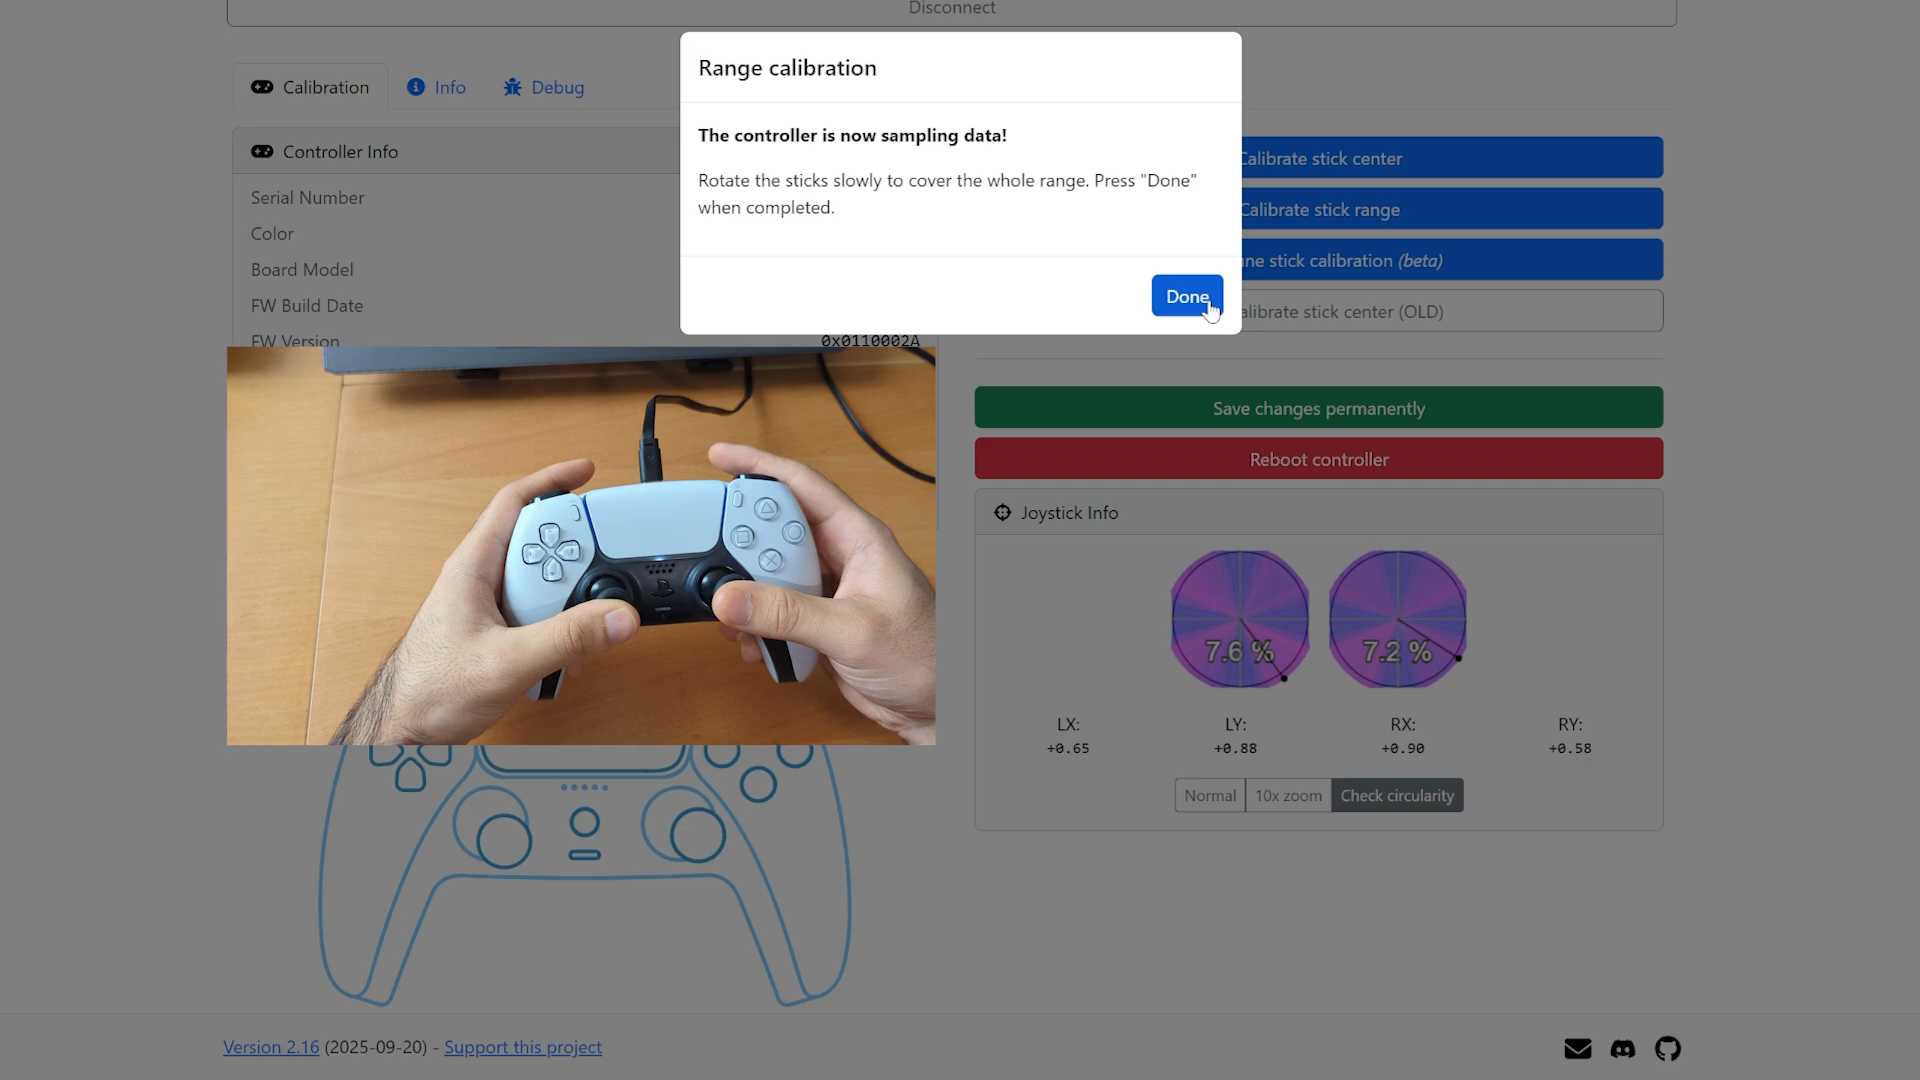 Disconnect
Calibration
Info
Debug
Range calibration
The controller is now sampling data!
Rotate the sticks slowly to cover the whole range. Press "Done"
when completed.
Done
Controller Info
Serial Number
Color
Board Model
FW Build Date
FW Version
0x0110002A
Calibrate stick center
Calibrate stick range
ne stick calibration (beta)
alibrate stick center (OLD)
Save changes permanently
Reboot controller
Joystick Info
7.6 %
7.2 %
LX:
LY:
RX:
RY:
+0.65
+0.88
+0.90
+0.58
Normal
10x zoom
Check circularity
Version 2.16 (2025-09-20) - Support this project